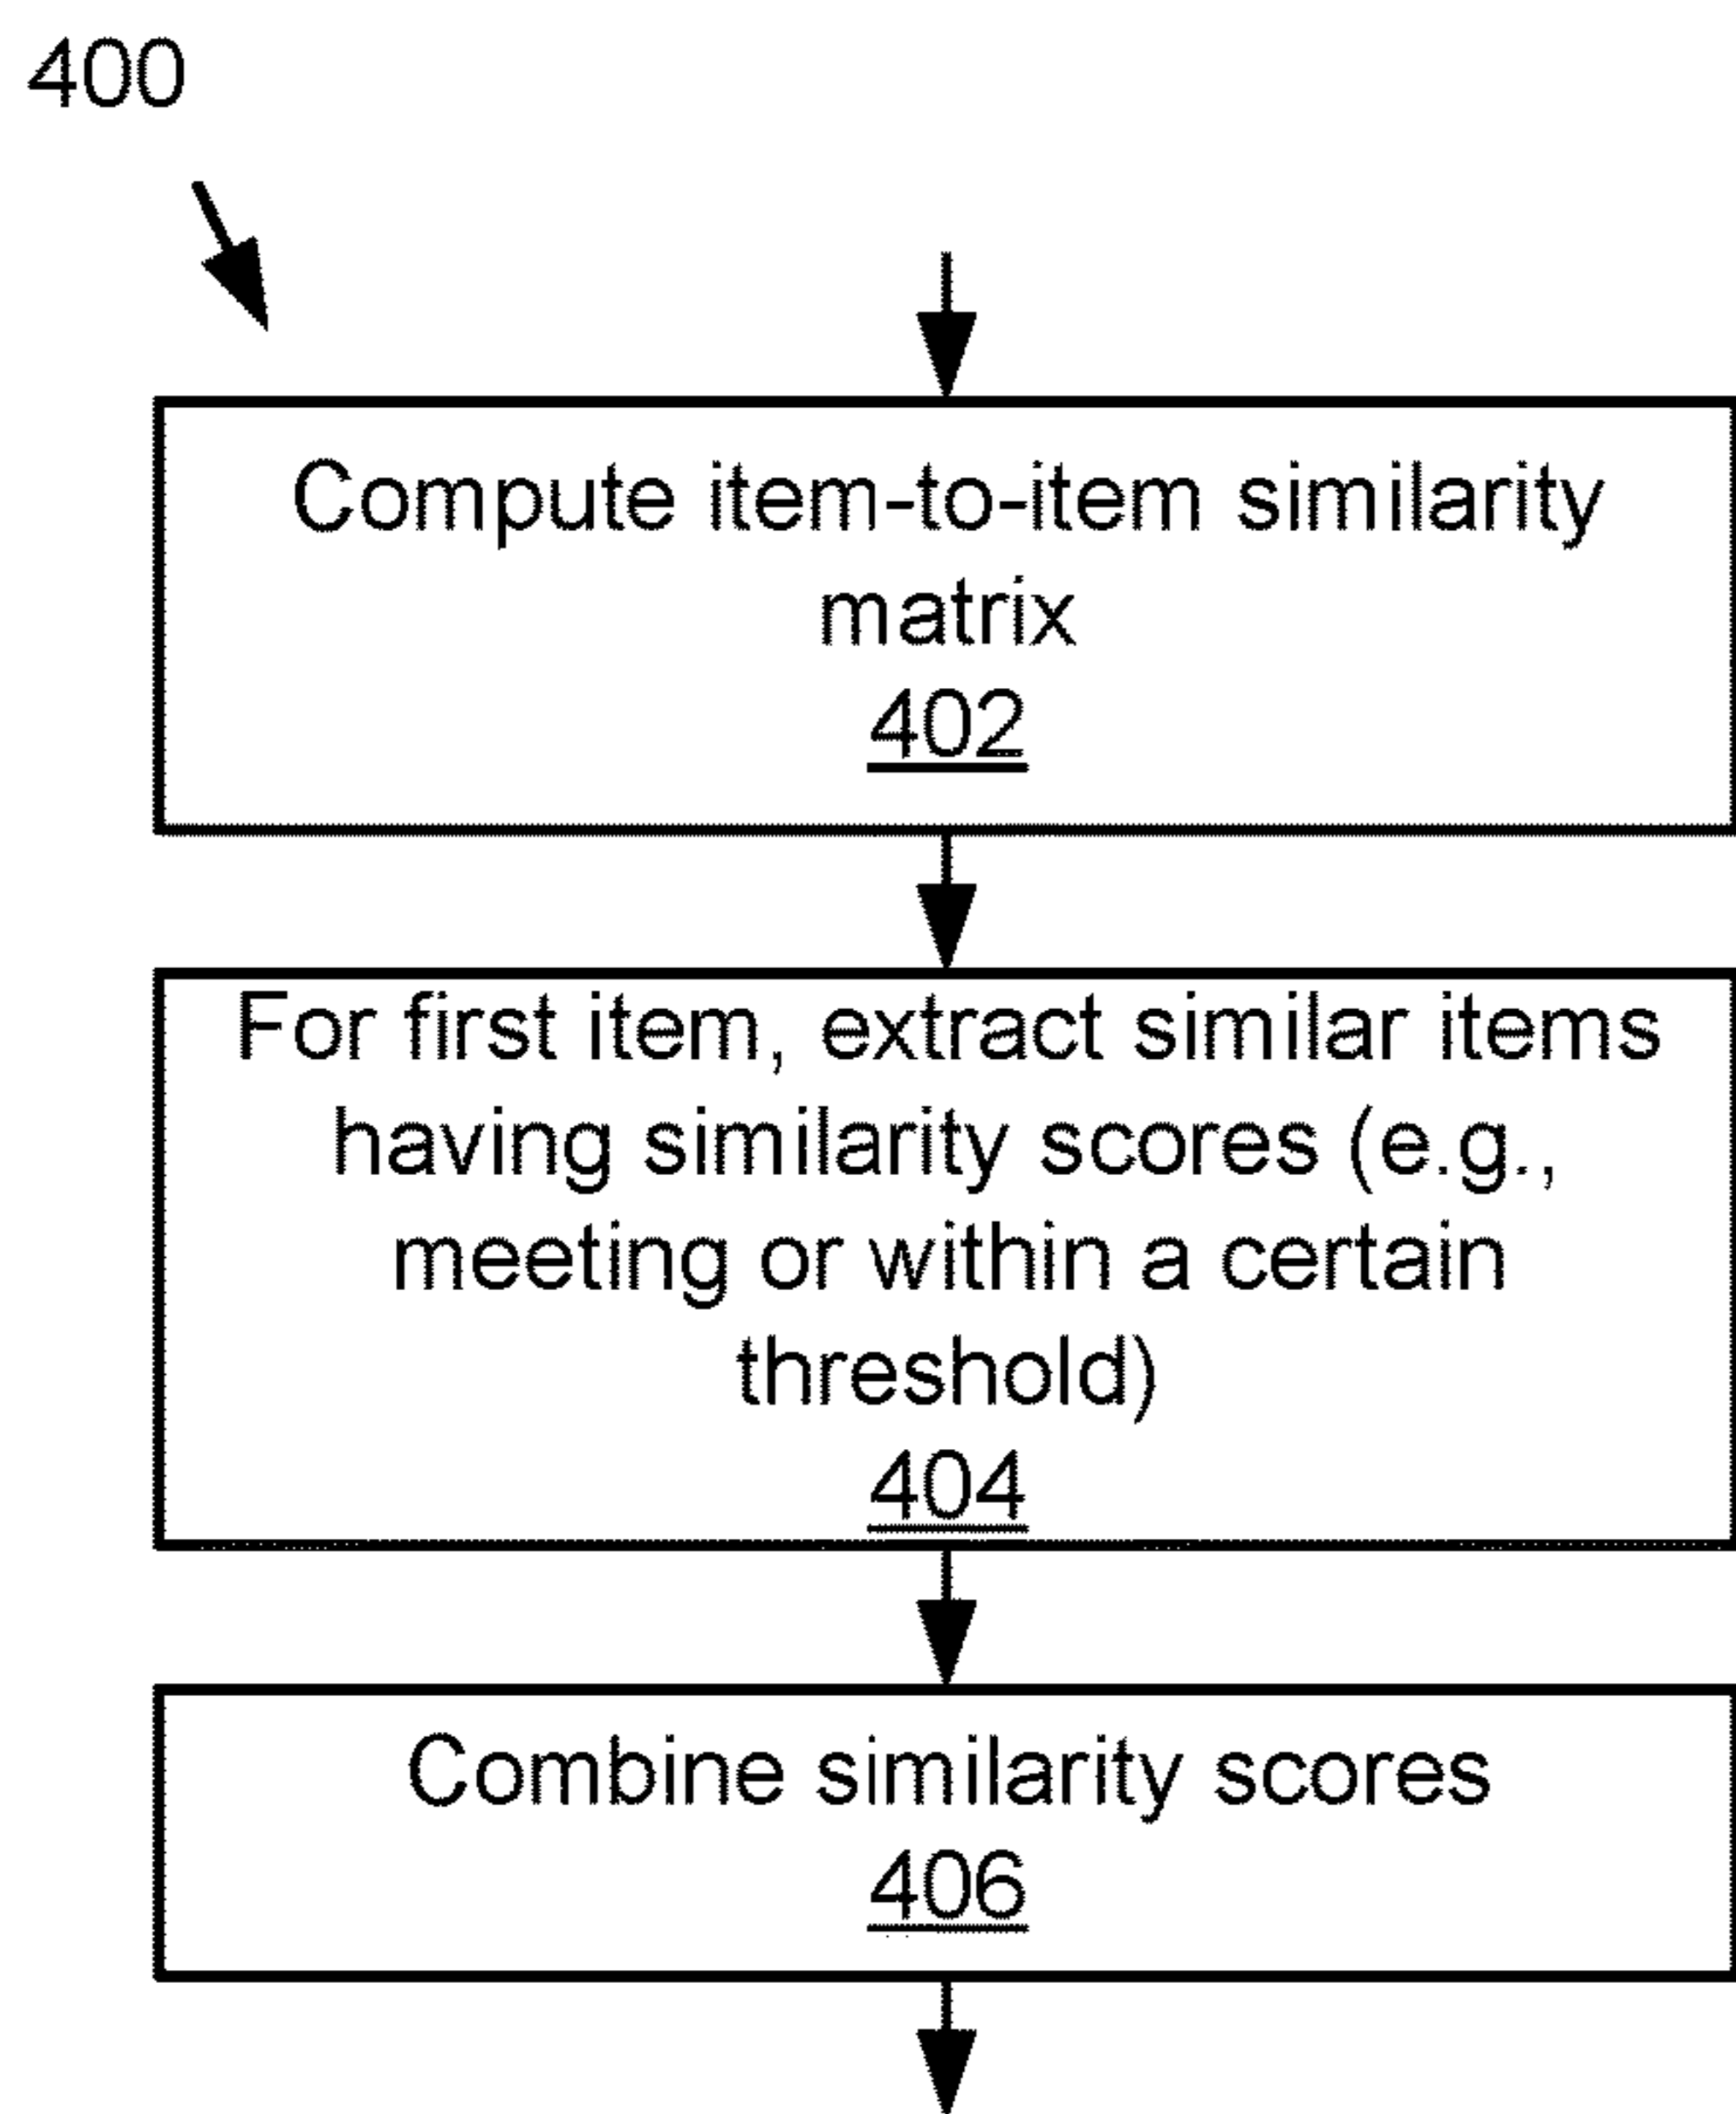 400
Compute item-to-item similarity
matrix
402
For first item, extract similar items
having similarity scores (e.g.,
meeting or within a certain
threshold)
404
Combine similarity scores
406